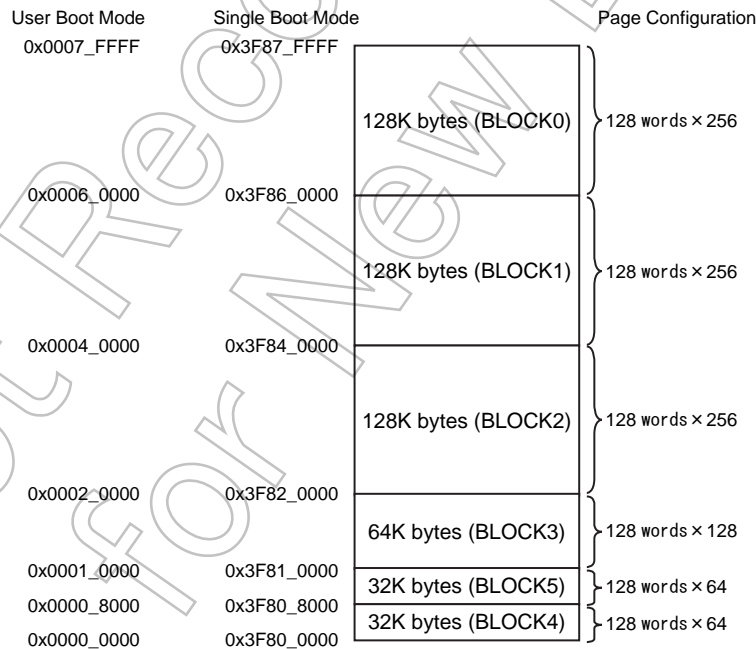 User Boot Mode Single Boot Mode Page Configuration
0x0007_FFFF 0x3F87_FFFF
128K bytes (BLOCK0) 128 words×256
0x0006_0000 0x3F86_0000
128K bytes (BLOCK1) 128 words×256
0x0004_0000 0x3F84_0000
128K bytes (BLOCK2) 128 words×256
0x0002_0000 0x3F82_0000
64K bytes (BLOCK3) 128 words×128
0x0001_0000 0x3F81_0000
32K bytes (BLOCK5) 128 words×64
0x0000_8000 0x3F80_8000
32K bytes (BLOCK4) 128 words×64
0x0000_0000 0x3F80_0000
for New